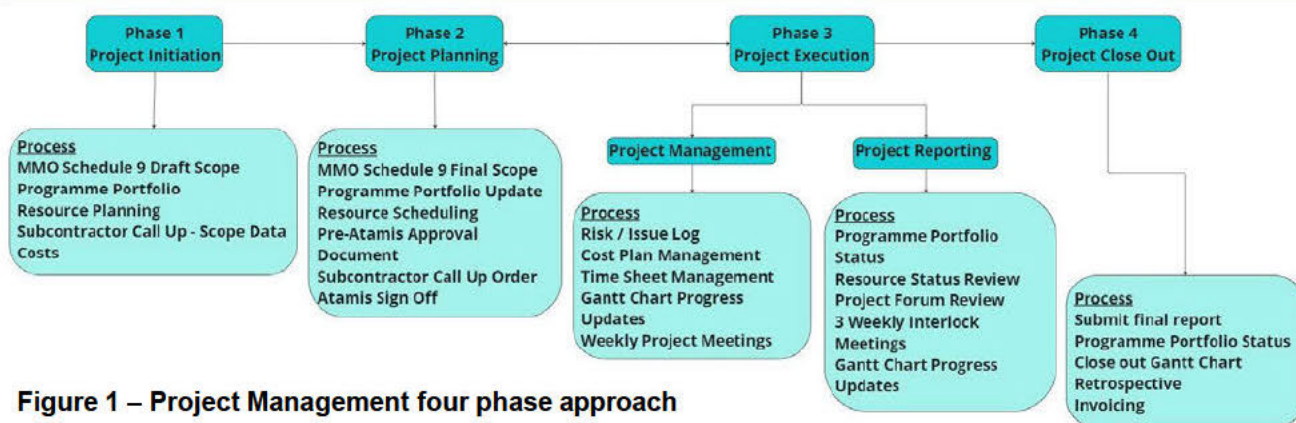 Phase 1
Project Initiation
Phase 2
Project Planning
Phase 3
Project Execution
Phase 4
Project Close Out
Process
MMO Schedule 9 Draft Scope
Programme Portfolio
Resource Planning
Subcontractor Call Up - Scope Data
Costs
Process
MMO Schedule 9 Final Scope
Programme Portfolio Update
Resource Scheduling
Pre-Atamis Approval
Document
Subcontractor Call Up Order
Atamis Sign Off
Project Management
Process
Risk / Issue Log
Cost Plan Management
Time Sheet Management
Gantt Chart Progress
Updates
Weekly Project Meetings
Project Reporting
Process
Programme Portfolio
Status
Resource Status Review
Project Forum Review
3 Weekly Interlock
Meetings
Gantt Chart Progress
Updates
Process
Submit final report
Programme Portfolio Status
Close out Gantt Chart
Retrospective
Invoicing
Figure 1 – Project Management four phase approach